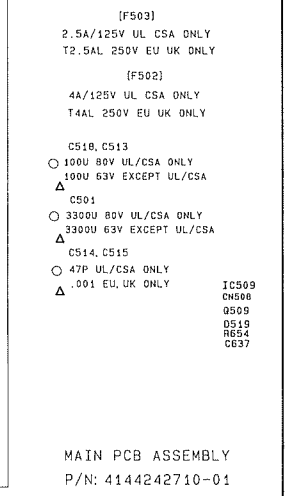 [F503]
2.5A/125V UL CSA ONLY
T2.5AL 250V EU UK ONLY
[F502]
4A/125V UL CSA ONLY
T4AL 250V EU UK ONLY
C518, C513
100U 80V UL/CSA ONLY
100U 63V EXCEPT UL/CSA
C501
3300U 80V UL/CSA ONLY
3300U 63V EXCEPT UL/CSA
C514, C515
47P UL/CSA ONLY
.001 EU, UK ONLY
IC509
CN508
Q509
D519
R654
C637
MAIN PCB ASSEMBLY
P/N: 4144242710-01